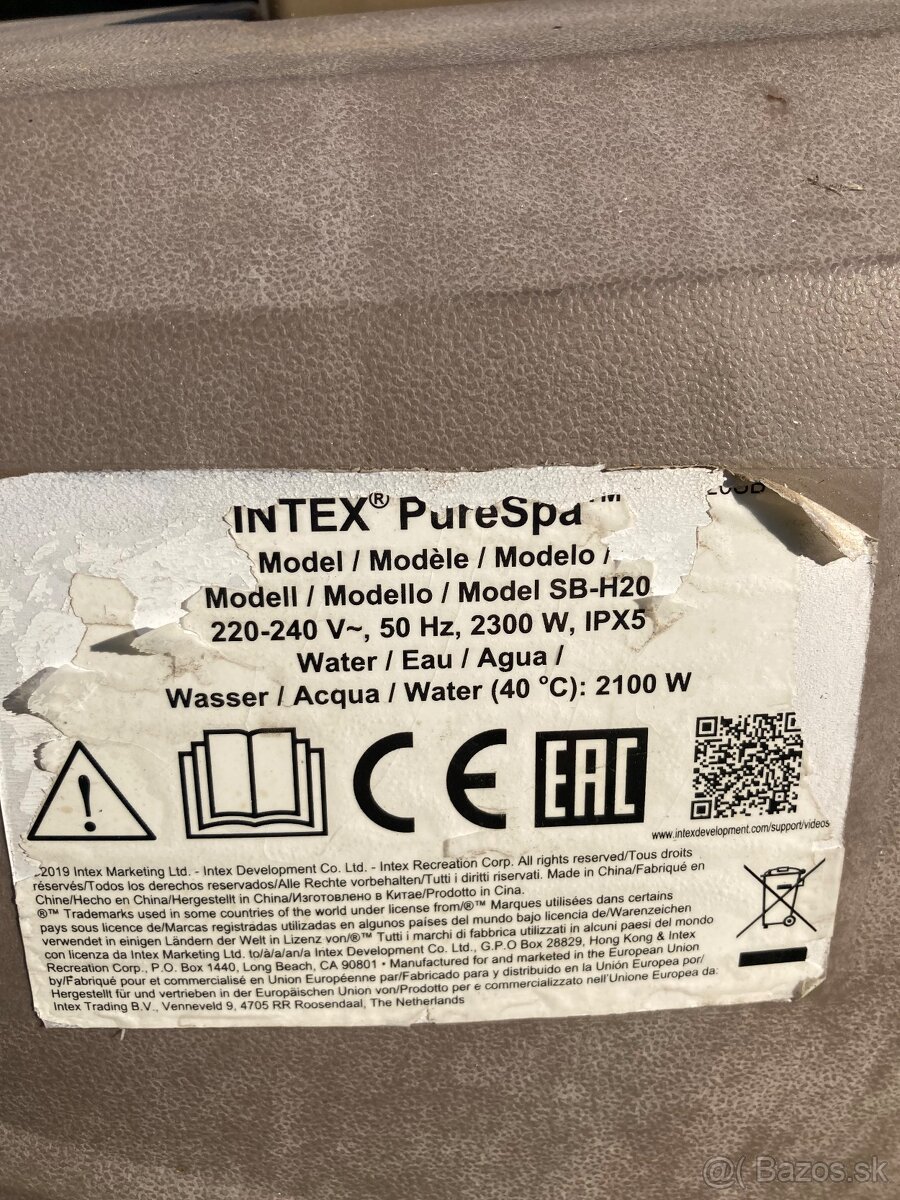 INTEX® PureSpa™
Model / Modèle / Modelo /
Modell / Modello / Model SB-H20
220-240 V~, 50 Hz, 2300 W, IPX5
Water / Eau / Agua /
Wasser / Acqua / Water (40 °C): 2100 W
CE
EAC
www.intexdevelopment.com/support/videos
2019 Intex Marketing Ltd. - Intex Development Co. Ltd. - Intex Recreation Corp. All rights reserved/Tous droits
réservés/Todos los derechos reservados/Alle Rechte vorbehalten/Tutti i diritti riservati. Made in China/Fabriqué en
Chine/Hecho en China/Hergestellt in China/Изготовлено в Китае/Prodotto in Cina.
®™ Trademarks used in some countries of the world under license from/®™ Marques utilisées dans certains
pays sous licence de/Marcas registradas utilizadas en algunos países del mundo bajo licencia de/Warenzeichen
verwendet in einigen Ländern der Welt in Lizenz von/®™ Tutti i marchi di fabbrica utilizzati in alcuni paesi del mondo
con licenza da Intex Marketing Ltd. to/à/a/an/a Intex Development Co. Ltd., G.P.O Box 28829, Hong Kong & Intex
Recreation Corp., P.O. Box 1440, Long Beach, CA 90801 • Manufactured for and marketed in the European Union
by/Fabriqué pour et commercialisé en Union Européenne par/Fabricado para y distribuido en la Unión Europea por/
Hergestellt für und vertrieben in der Europäischen Union von/Prodotto per e commercializzato nell'Unione Europea da:
Intex Trading B.V., Venneveld 9, 4705 RR Roosendaal, The Netherlands
@( Bazos.sk